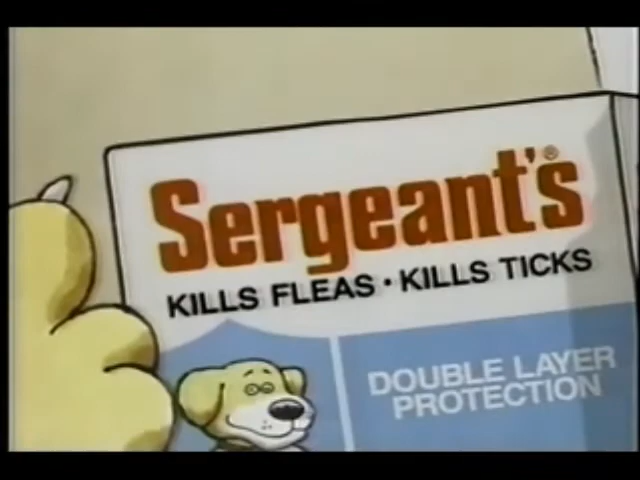 Sergeant's®
KILLS FLEAS • KILLS TICKS
DOUBLE LAYER
PROTECTION